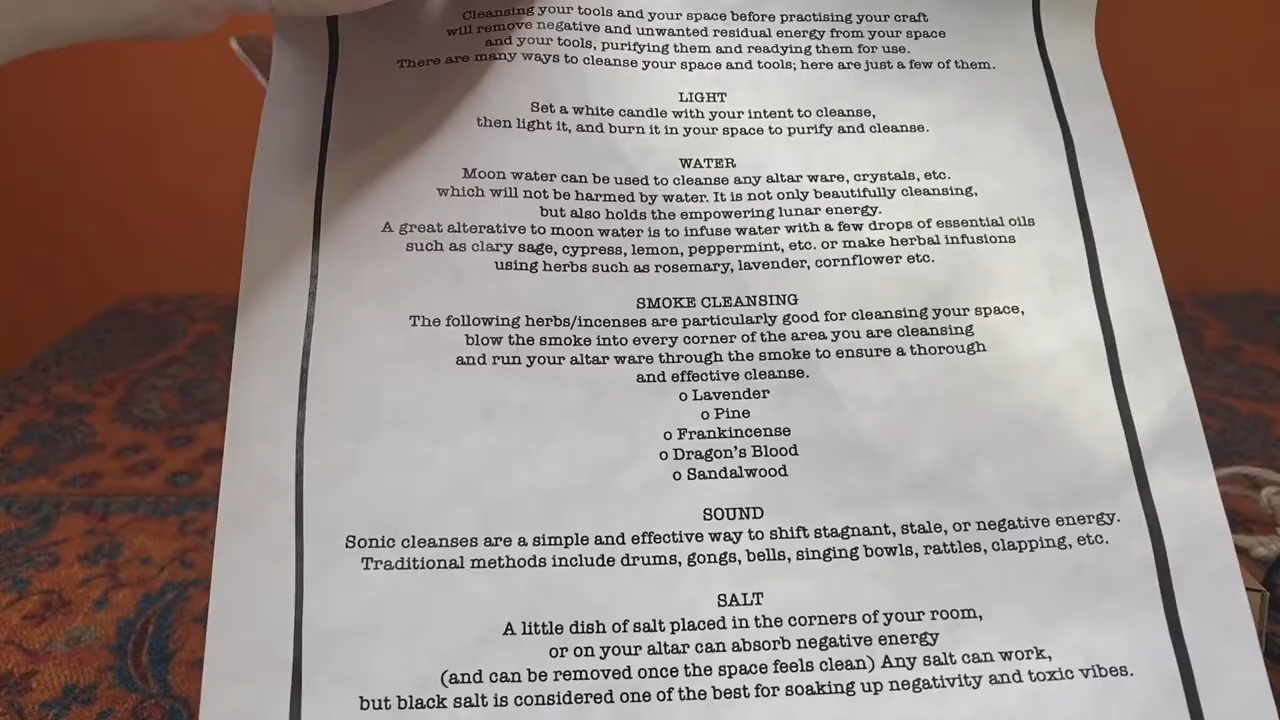 Cleansing your tools and your space before practising your craft
will remove negative and unwanted residual energy from your space
and your tools, purifying them and readying them for use.
There are many ways to cleanse your space and tools; here are just a few of them.
LIGHT
Set a white candle with your intent to cleanse,
then light it, and burn it in your space to purify and cleanse.
WATER
Moon water can be used to cleanse any altar ware, crystals, etc.
which will not be harmed by water. It is not only beautifully cleansing,
but also holds the empowering lunar energy.
A great alterative to moon water is to infuse water with a few drops of essential oils
such as clary sage, cypress, lemon, peppermint, etc. or make herbal infusions
using herbs such as rosemary, lavender, cornflower etc.
SMOKE CLEANSING
The following herbs/incenses are particularly good for cleansing your space,
blow the smoke into every corner of the area you are cleansing
and run your altar ware through the smoke to ensure a thorough
and effective cleanse.
o Lavender
o Pine
o Frankincense
o Dragon's Blood
o Sandalwood
SOUND
Sonic cleanses are a simple and effective way to shift stagnant, stale, or negative energy.
Traditional methods include drums, gongs, bells, singing bowls, rattles, clapping, etc.
SALT
A little dish of salt placed in the corners of your room,
or on your altar can absorb negative energy
(and can be removed once the space feels clean) Any salt can work,
but black salt is considered one of the best for soaking up negativity and toxic vibes.